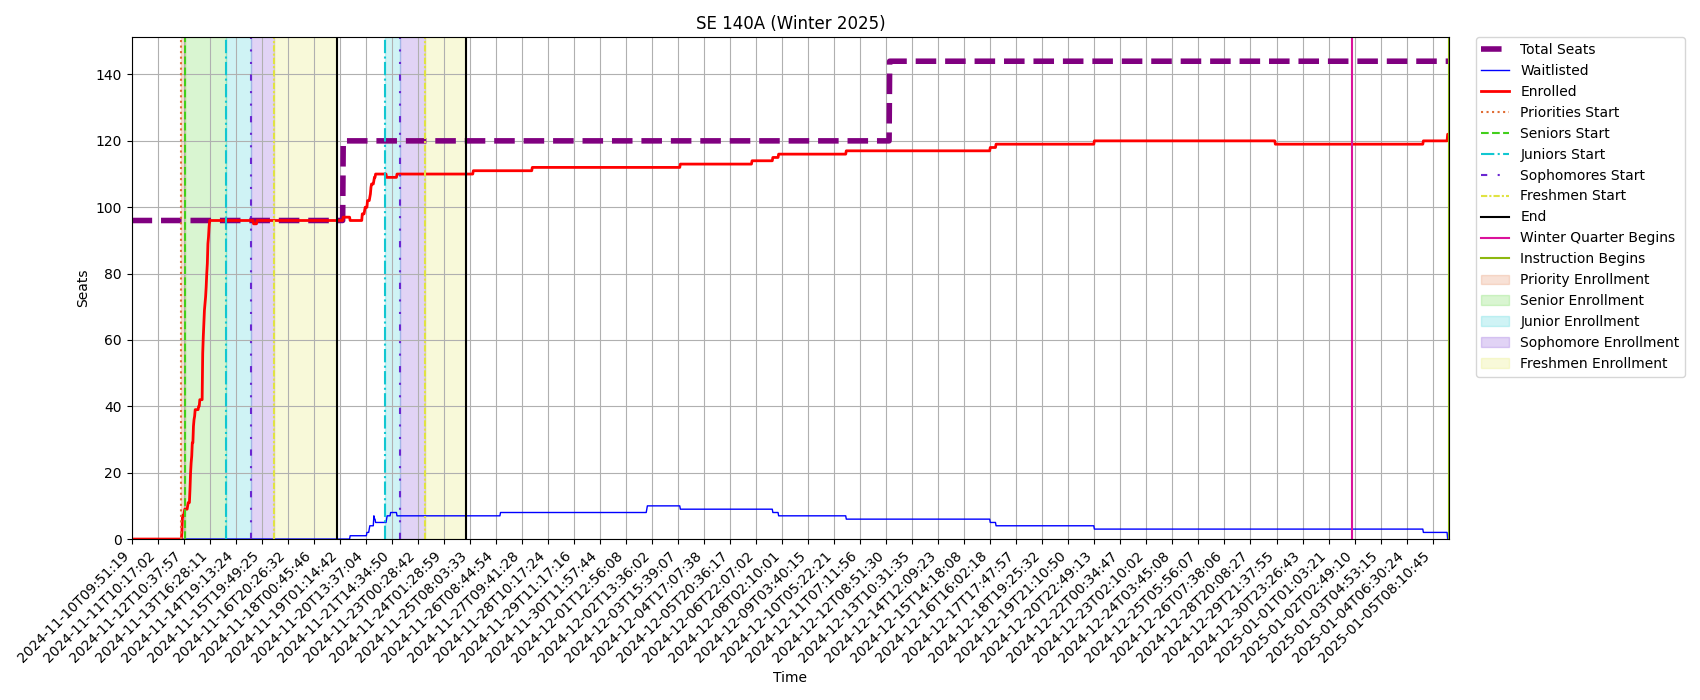 SE 140A (Winter 2025)
140
120
100
80
60
40
20
0
Seats
2024-11-10T09:51:19
2024-11-11T10:17:02
2024-11-12T10:37:57
2024-11-13T16:28:11
2024-11-14T19:13:24
2024-11-15T19:49:25
2024-11-16T20:26:32
2024-11-18T00:45:46
2024-11-19T01:14:42
2024-11-20T13:37:04
2024-11-21T14:34:50
2024-11-23T00:28:42
2024-11-24T01:28:59
2024-11-25T08:03:33
2024-11-26T08:44:54
2024-11-27T09:41:28
2024-11-28T10:17:24
2024-11-29T11:17:16
2024-11-30T11:57:44
2024-12-01T12:56:08
2024-12-02T13:36:02
2024-12-03T15:39:07
2024-12-04T17:07:38
2024-12-05T20:36:17
2024-12-06T22:07:02
2024-12-08T02:10:01
2024-12-09T03:40:15
2024-12-10T05:22:21
2024-12-11T07:11:56
2024-12-12T08:51:30
2024-12-13T10:31:35
2024-12-14T12:09:23
2024-12-15T14:18:08
2024-12-16T16:02:18
2024-12-17T17:47:57
2024-12-18T19:25:32
2024-12-19T21:10:50
2024-12-20T22:49:13
2024-12-22T00:34:47
2024-12-23T02:10:02
2024-12-24T03:45:08
2024-12-25T05:56:07
2024-12-26T07:38:06
2024-12-28T20:08:27
2024-12-29T21:37:55
2024-12-30T23:26:43
2025-01-01T01:03:21
2025-01-02T02:49:10
2025-01-03T04:53:15
2025-01-04T06:30:24
2025-01-05T08:10:45
Time
Total Seats
Waitlisted
Enrolled
Priorities Start
Seniors Start
Juniors Start
Sophomores Start
Freshmen Start
End
Winter Quarter Begins
Instruction Begins
Priority Enrollment
Senior Enrollment
Junior Enrollment
Sophomore Enrollment
Freshmen Enrollment